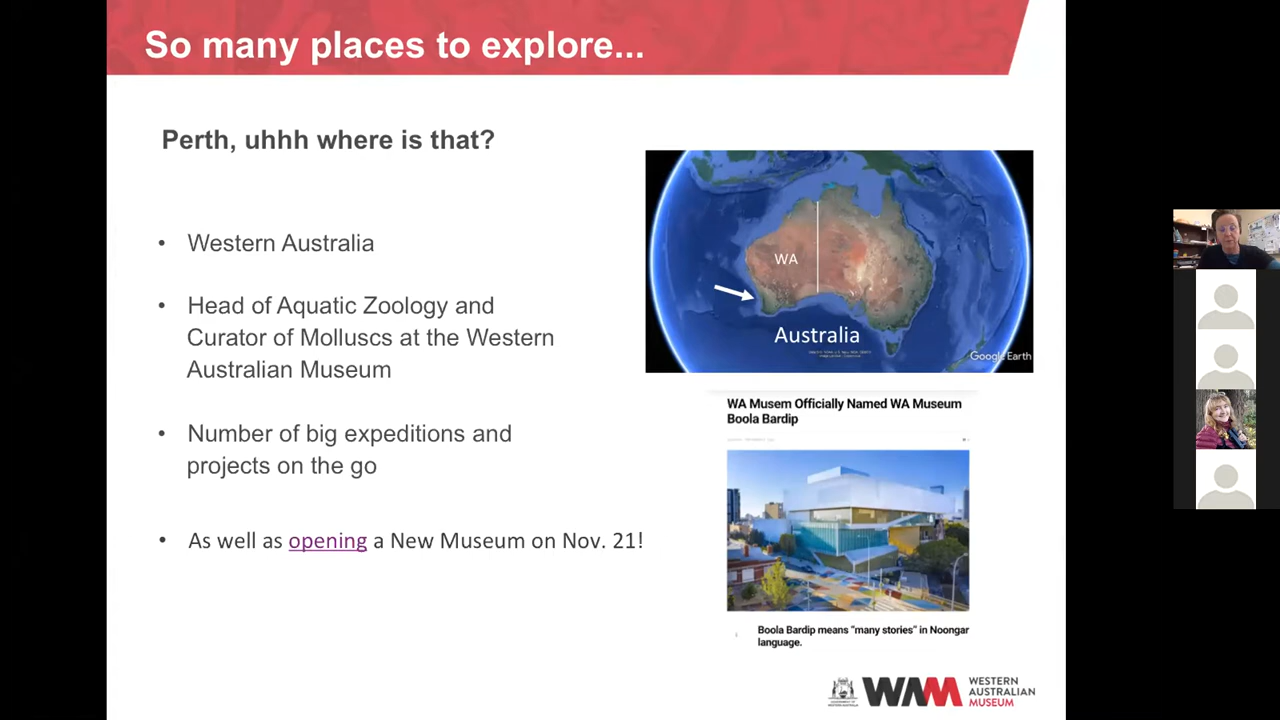 So many places to explore...
Perth, uhhh where is that?
• Western Australia
• Head of Aquatic Zoology and
Curator of Molluscs at the Western
Australian Museum
• Number of big expeditions and
projects on the go
• As well as opening a New Museum on Nov. 21!
WA
Australia
Google Earth
WA Musem Officially Named WA Museum
Boola Bardip
Boola Bardip means "many stories" in Noongar
language.
WAM
WESTERN
AUSTRALIAN
MUSEUM